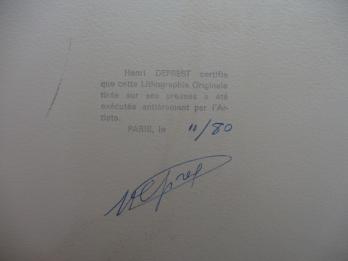 Henri DEPREST certifie
que cette Lithographie Originale
tirée sur ses presses a été
exécutée entièrement par l'Ar-
tiste.
PARIS, le 11/80